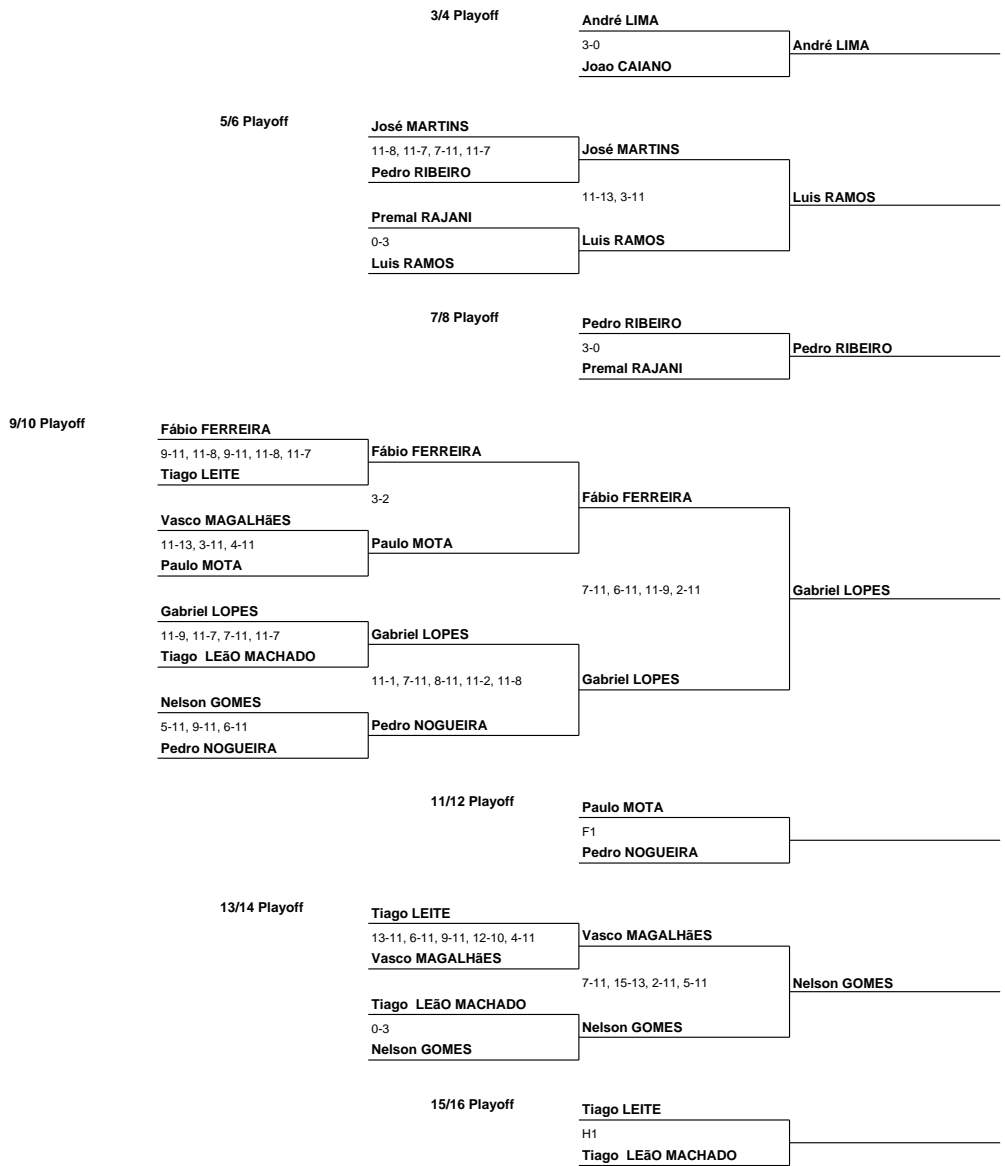 3/4 Playoff
André LIMA
3-0
André LIMA
Joao CAIANO
5/6 Playoff
José MARTINS
11-8, 11-7, 7-11, 11-7
José MARTINS
Pedro RIBEIRO
11-13, 3-11
Luis RAMOS
Premal RAJANI
0-3
Luis RAMOS
Luis RAMOS
7/8 Playoff
Pedro RIBEIRO
3-0
Pedro RIBEIRO
Premal RAJANI
9/10 Playoff
Fábio FERREIRA
9-11, 11-8, 9-11, 11-8, 11-7
Fábio FERREIRA
Tiago LEITE
3-2
Fábio FERREIRA
Vasco MAGALHãES
11-13, 3-11, 4-11
Paulo MOTA
Paulo MOTA
7-11, 6-11, 11-9, 2-11
Gabriel LOPES
Gabriel LOPES
11-9, 11-7, 7-11, 11-7
Gabriel LOPES
Tiago  LEãO MACHADO
11-1, 7-11, 8-11, 11-2, 11-8
Gabriel LOPES
Nelson GOMES
5-11, 9-11, 6-11
Pedro NOGUEIRA
Pedro NOGUEIRA
11/12 Playoff
Paulo MOTA
F1
Pedro NOGUEIRA
13/14 Playoff
Tiago LEITE
13-11, 6-11, 9-11, 12-10, 4-11
Vasco MAGALHãES
Vasco MAGALHãES
7-11, 15-13, 2-11, 5-11
Nelson GOMES
Tiago  LEãO MACHADO
0-3
Nelson GOMES
Nelson GOMES
15/16 Playoff
Tiago LEITE
H1
Tiago  LEãO MACHADO